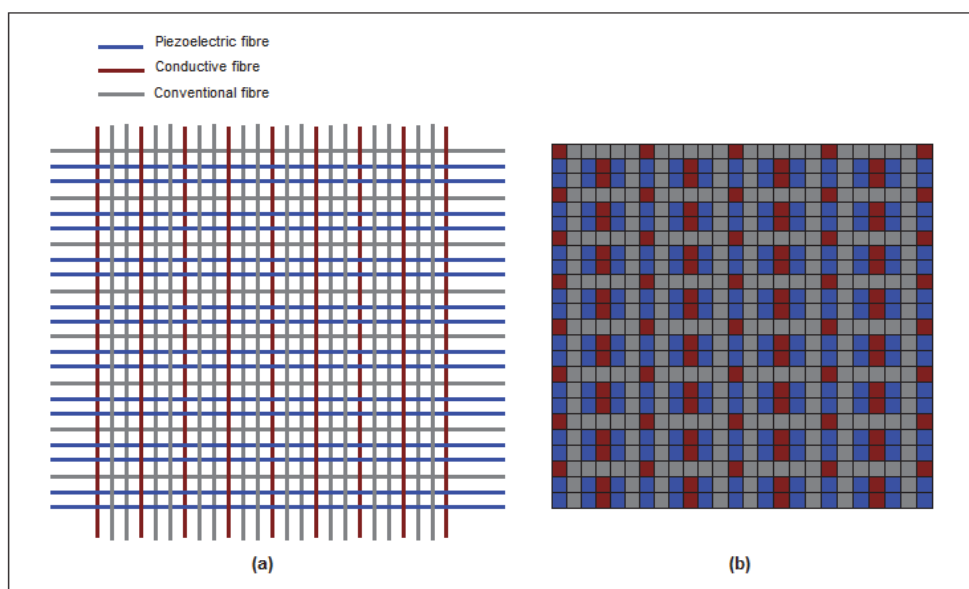 Piezoelectric fibre
Conductive fibre
Conventional fibre
(a)
(b)